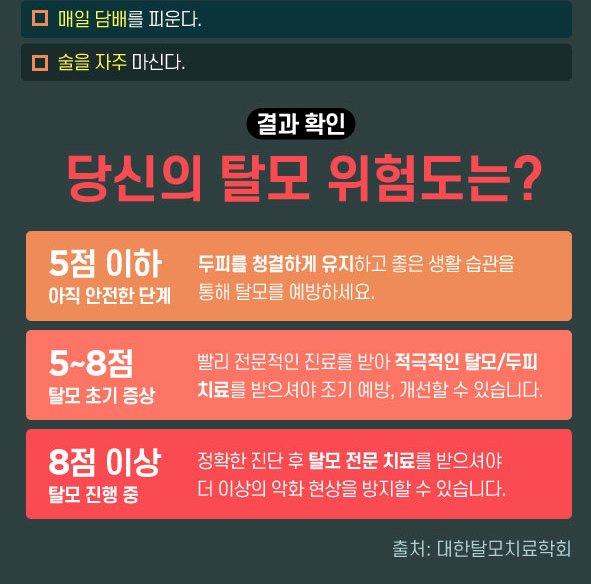 매일 담배를 피운다.
술을 자주 마신다.
결과 확인
당신의 탈모 위험도는?
5점 이하
아직 안전한 단계
두피를 청결하게 유지하고 좋은 생활 습관을
통해 탈모를 예방하세요.
5~8점
탈모 초기 증상
빨리 전문적인 진료를 받아 적극적인 탈모/두피
치료를 받으셔야 조기 예방, 개선할 수 있습니다.
8점 이상
탈모 진행 중
정확한 진단 후 탈모 전문 치료를 받으셔야
더 이상의 악화 현상을 방지할 수 있습니다.
출처: 대한탈모치료학회